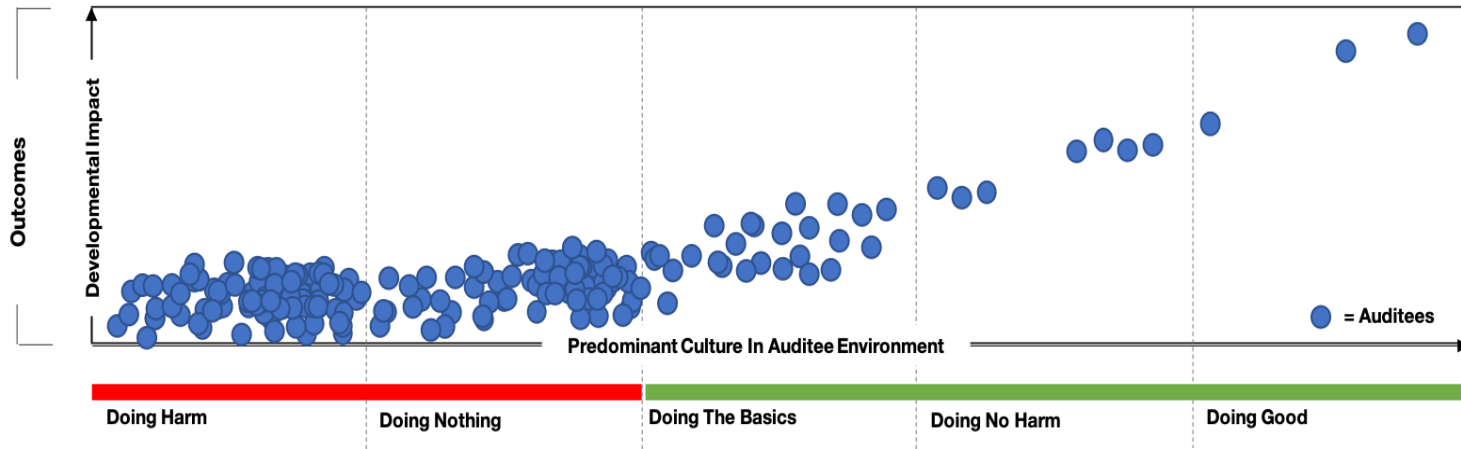 Outcomes
Developmental Impact
= Auditees
Predominant Culture In Auditee Environment
Doing Harm
Doing Nothing
Doing The Basics
Doing No Harm
Doing Good